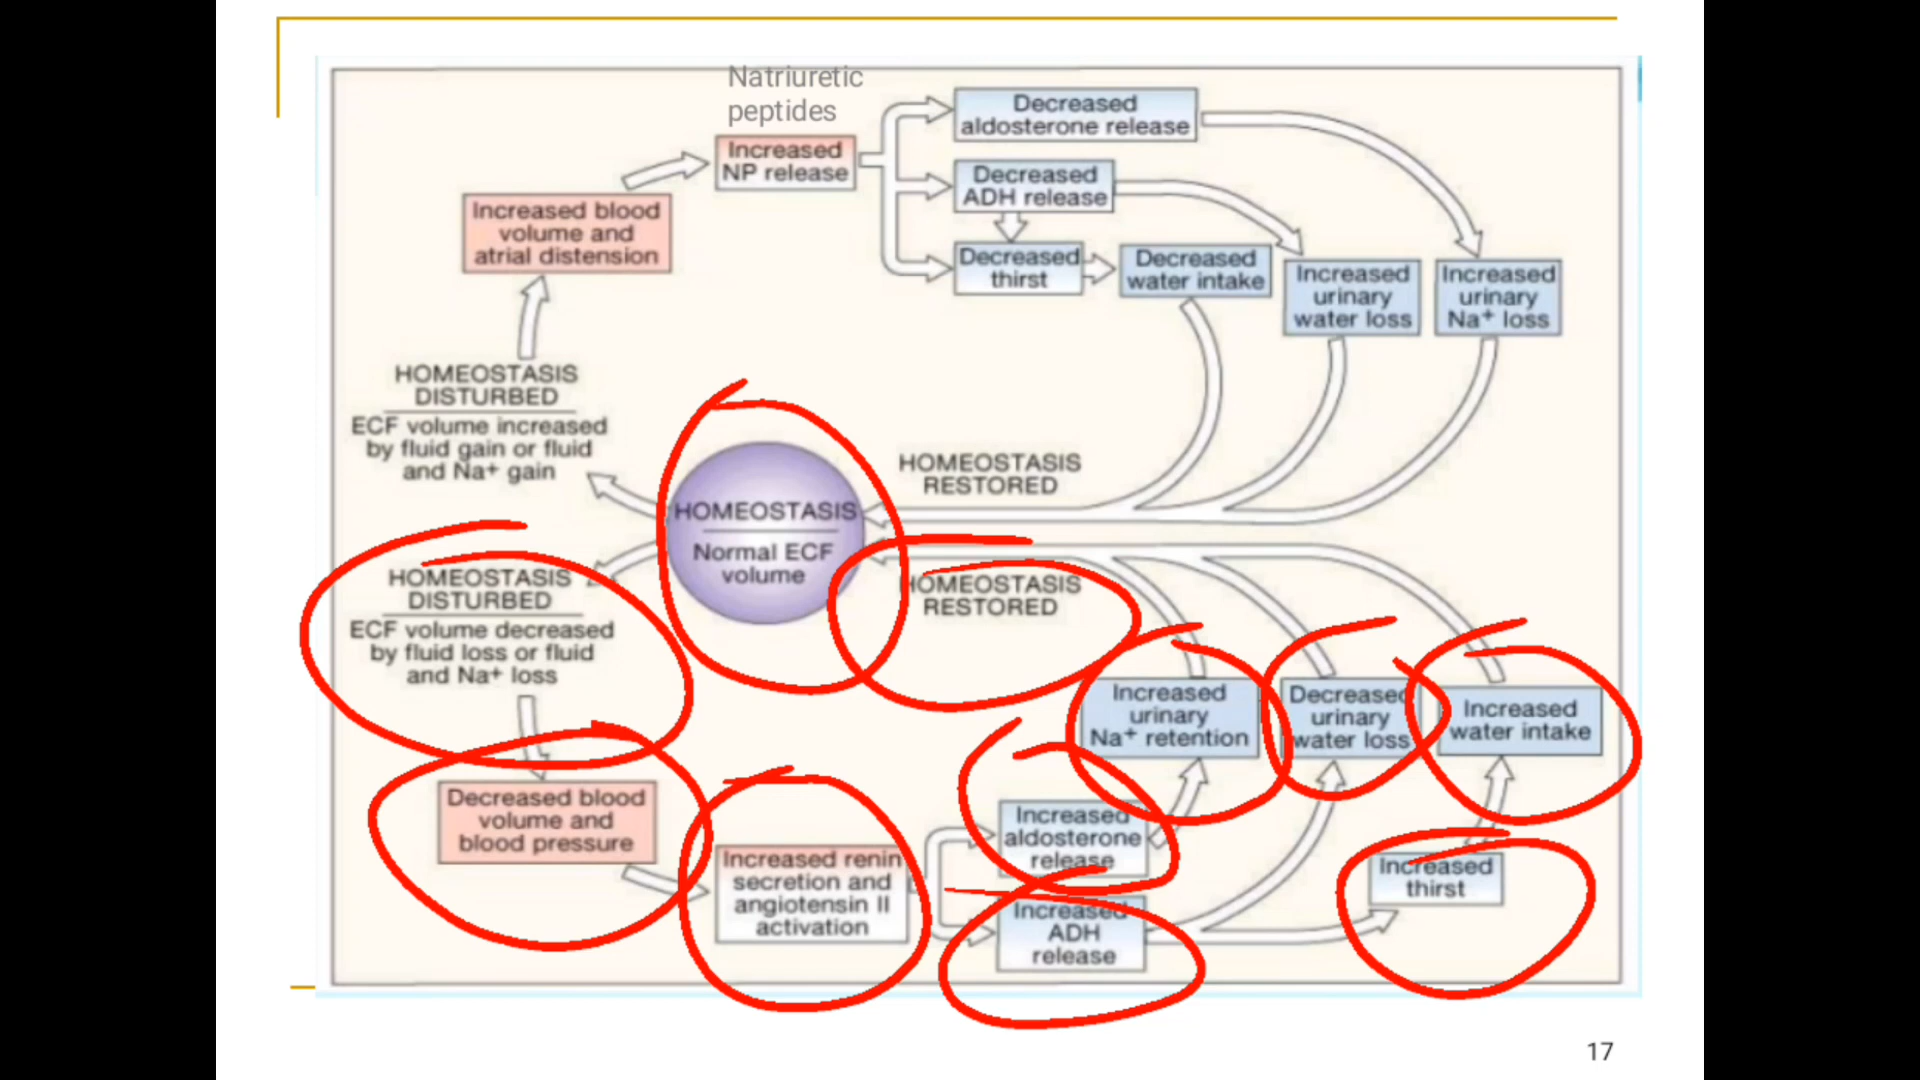 Natriuretic
peptides
Increased
NP release
Decreased
aldosterone release
Decreased
ADH release
Decreased
thirst
Decreased
water intake
Increased
urinary
water loss
Increased
urinary
Na+ loss
Increased blood
volume and
atrial distension
HOMEOSTASIS
DISTURBED
ECF volume increased
by fluid gain or fluid
and Na+ gain
HOMEOSTASIS
RESTORED
HOMEOSTASIS
Normal ECF
volume
HOMEOSTASIS
DISTURBED
ECF volume decreased
by fluid loss or fluid
and Na+ loss
HOMEOSTASIS
RESTORED
Decreased blood
volume and
blood pressure
Increased renin
secretion and
angiotensin II
activation
Increased
aldosterone
release
Increased
ADH
release
Increased
urinary
Na+ retention
Decreased
urinary
water loss
Increased
water intake
Increased
thirst
17